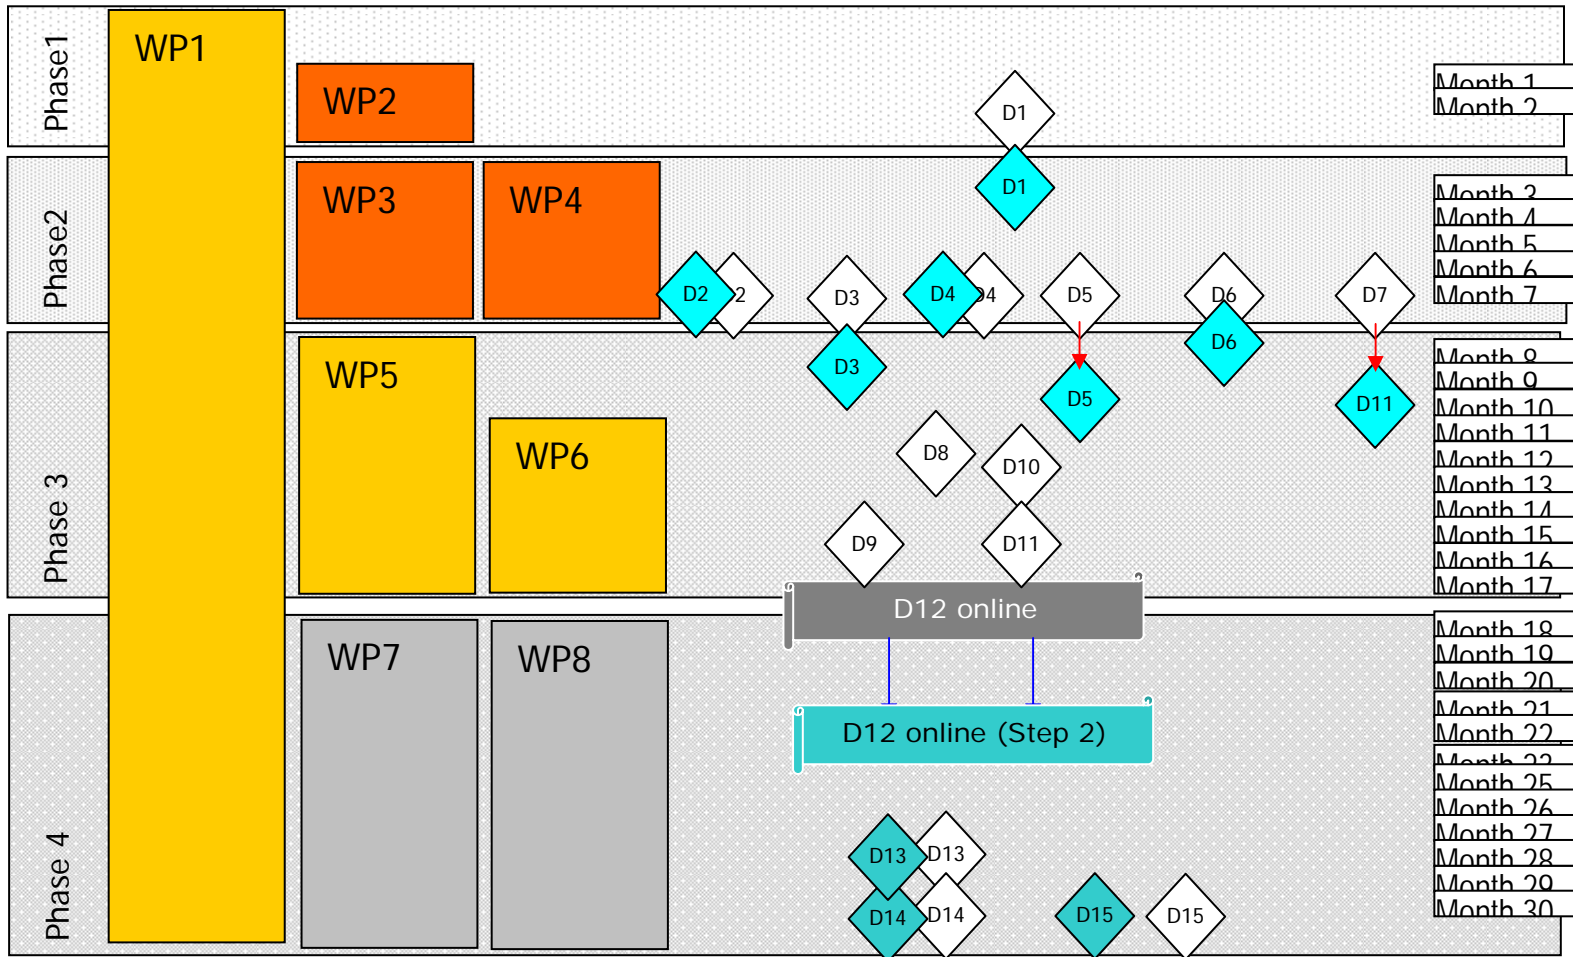 Phase1
WP1
WP2
D1
Month 1
Month 2
Phase2
WP3
WP4
D1
D2
2
D3
D4
D4
D5
D6
D7
Month 3
Month 4
Month 5
Month 6
Month 7
Phase 3
WP5
WP6
D3
D5
D6
D11
D8
D10
D9
D11
Month 8
Month 9
Month 10
Month 11
Month 12
Month 13
Month 14
Month 15
Month 16
Month 17
D12 online
Phase 4
WP7
WP8
D12 online (Step 2)
D13
D13
D14
D14
D15
D15
Month 18
Month 19
Month 20
Month 21
Month 22
Month 23
Month 25
Month 26
Month 27
Month 28
Month 29
Month 30